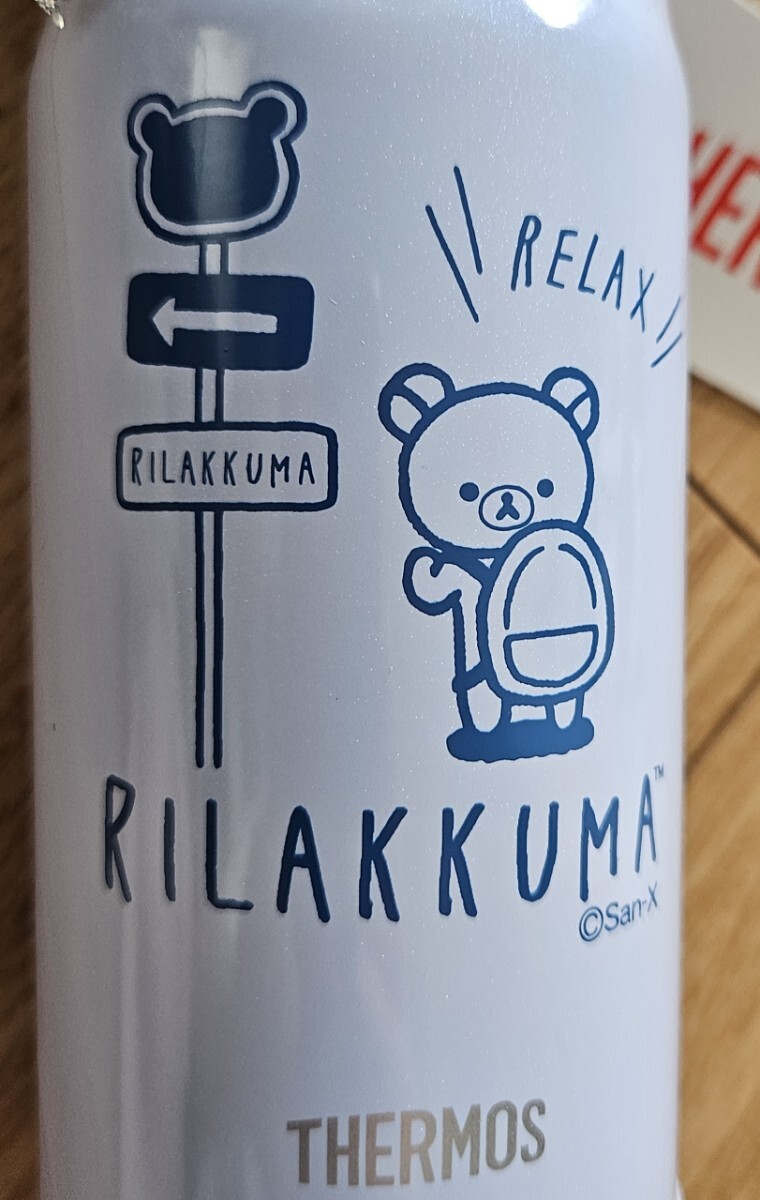 RELAX
RILAKKUMA
RILAKKUMA™
©San-X
THERMOS